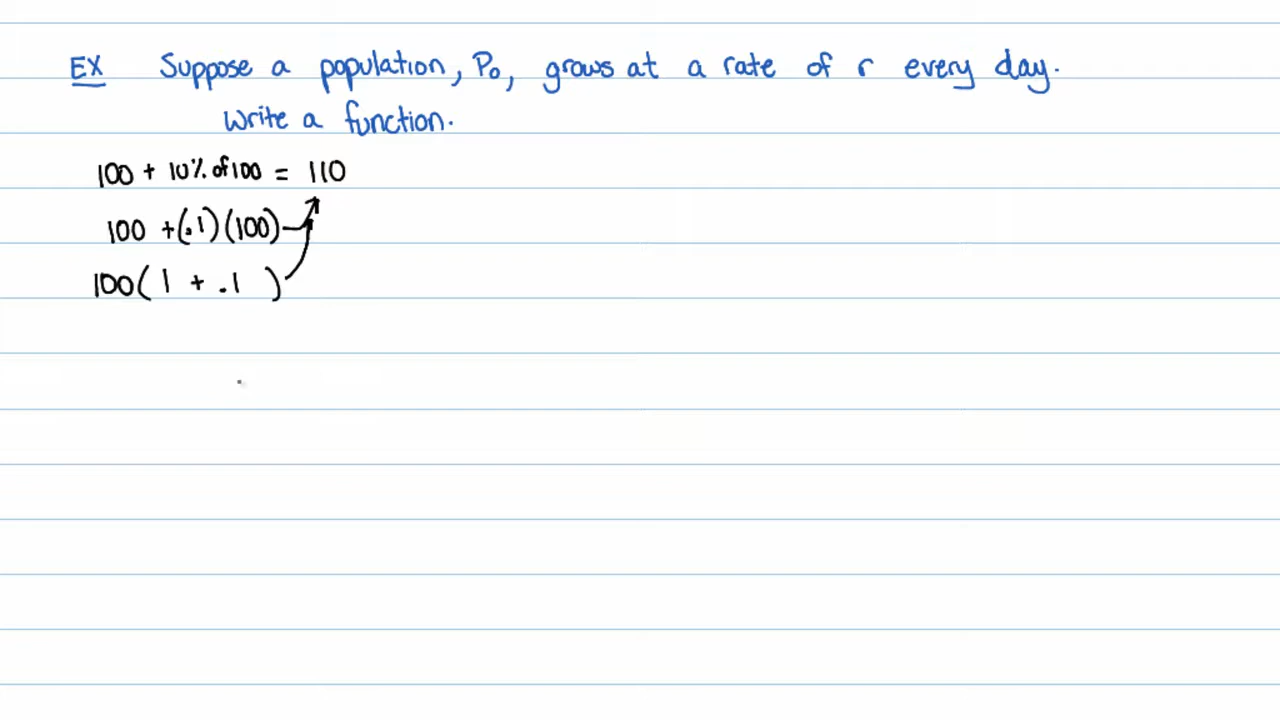 EX Suppose a population, P₀, grows at a rate of r every day.
Write a function.
100 + 10% of 100 = 110
100 + (.1)(100)
100( 1 + .1 )